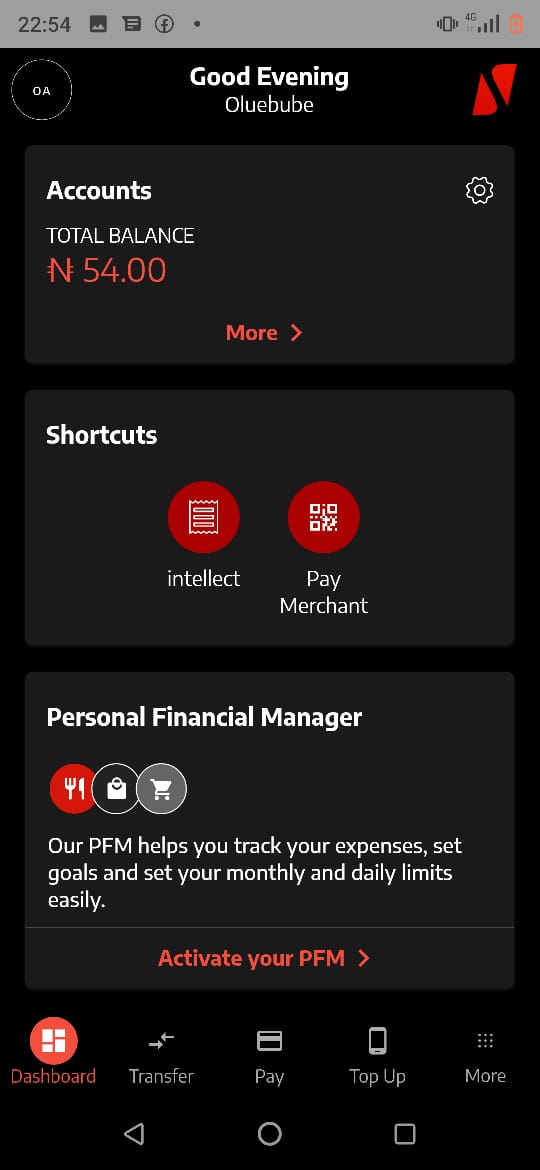 22:54
4G
OA
Good Evening
Oluebube
Accounts
TOTAL BALANCE
₦ 54.00
More
Shortcuts
intellect
Pay
Merchant
Personal Financial Manager
Our PFM helps you track your expenses, set
goals and set your monthly and daily limits
easily.
Activate your PFM
Dashboard
Transfer
Pay
Top Up
More